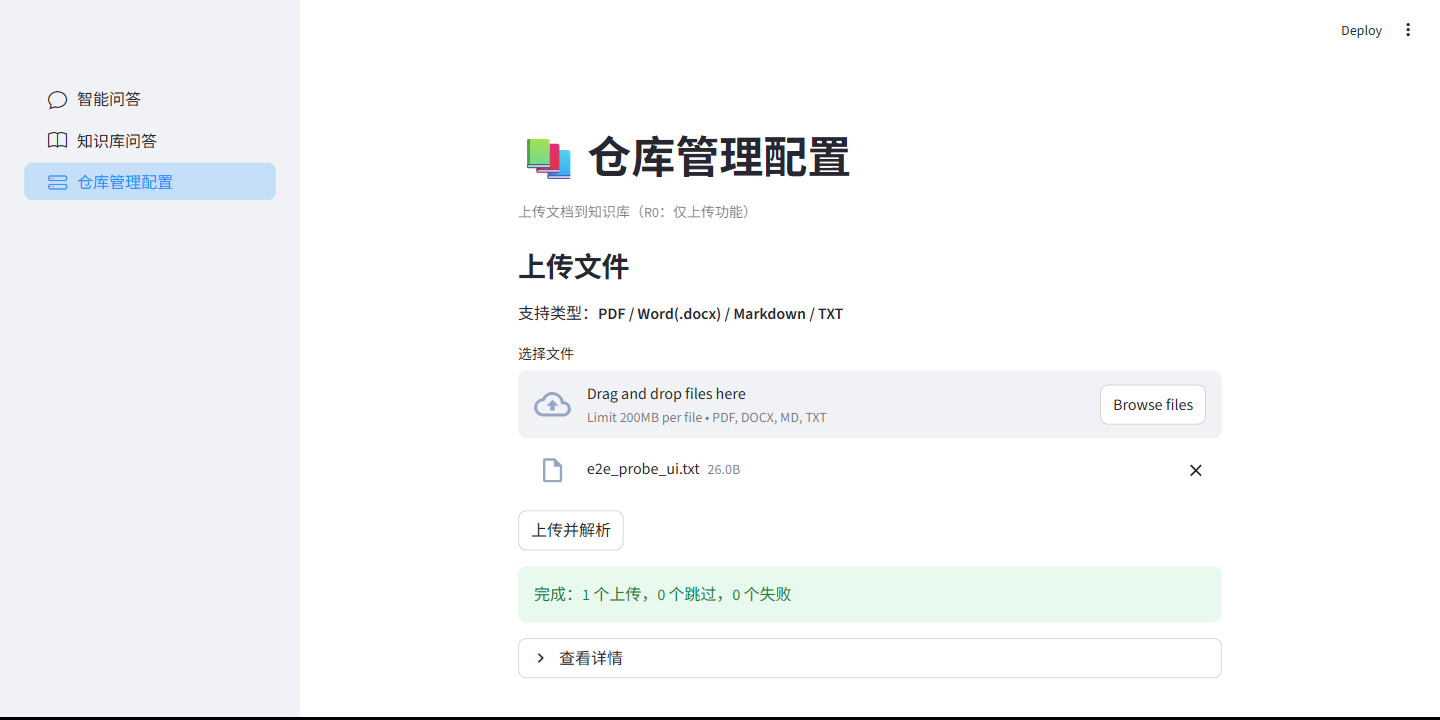 Deploy
智能问答
知识库问答
仓库管理配置
仓库管理配置
上传文档到知识库（R0：仅上传功能）
上传文件
支持类型：PDF / Word(.docx) / Markdown / TXT
选择文件
Drag and drop files here
Limit 200MB per file • PDF, DOCX, MD, TXT
Browse files
e2e_probe_ui.txt 26.0B
上传并解析
完成：1 个上传，0 个跳过，0 个失败
查看详情